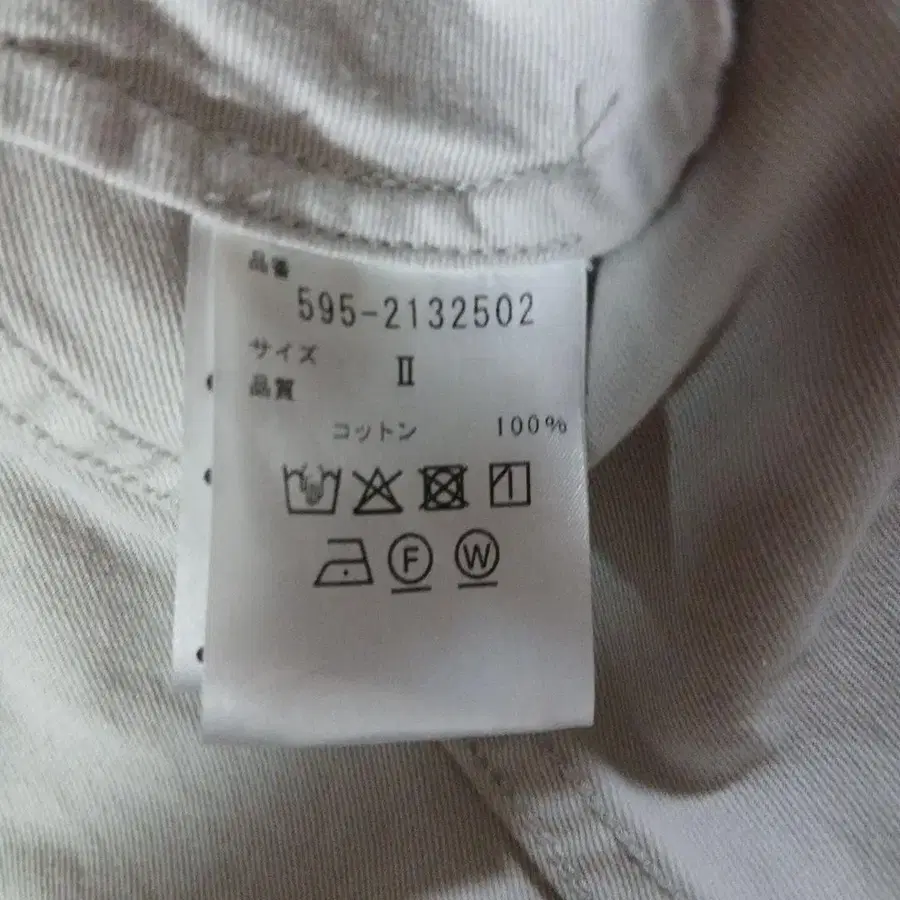 品番
595-2132502
サイズ II
品質
コットン 100%
F W